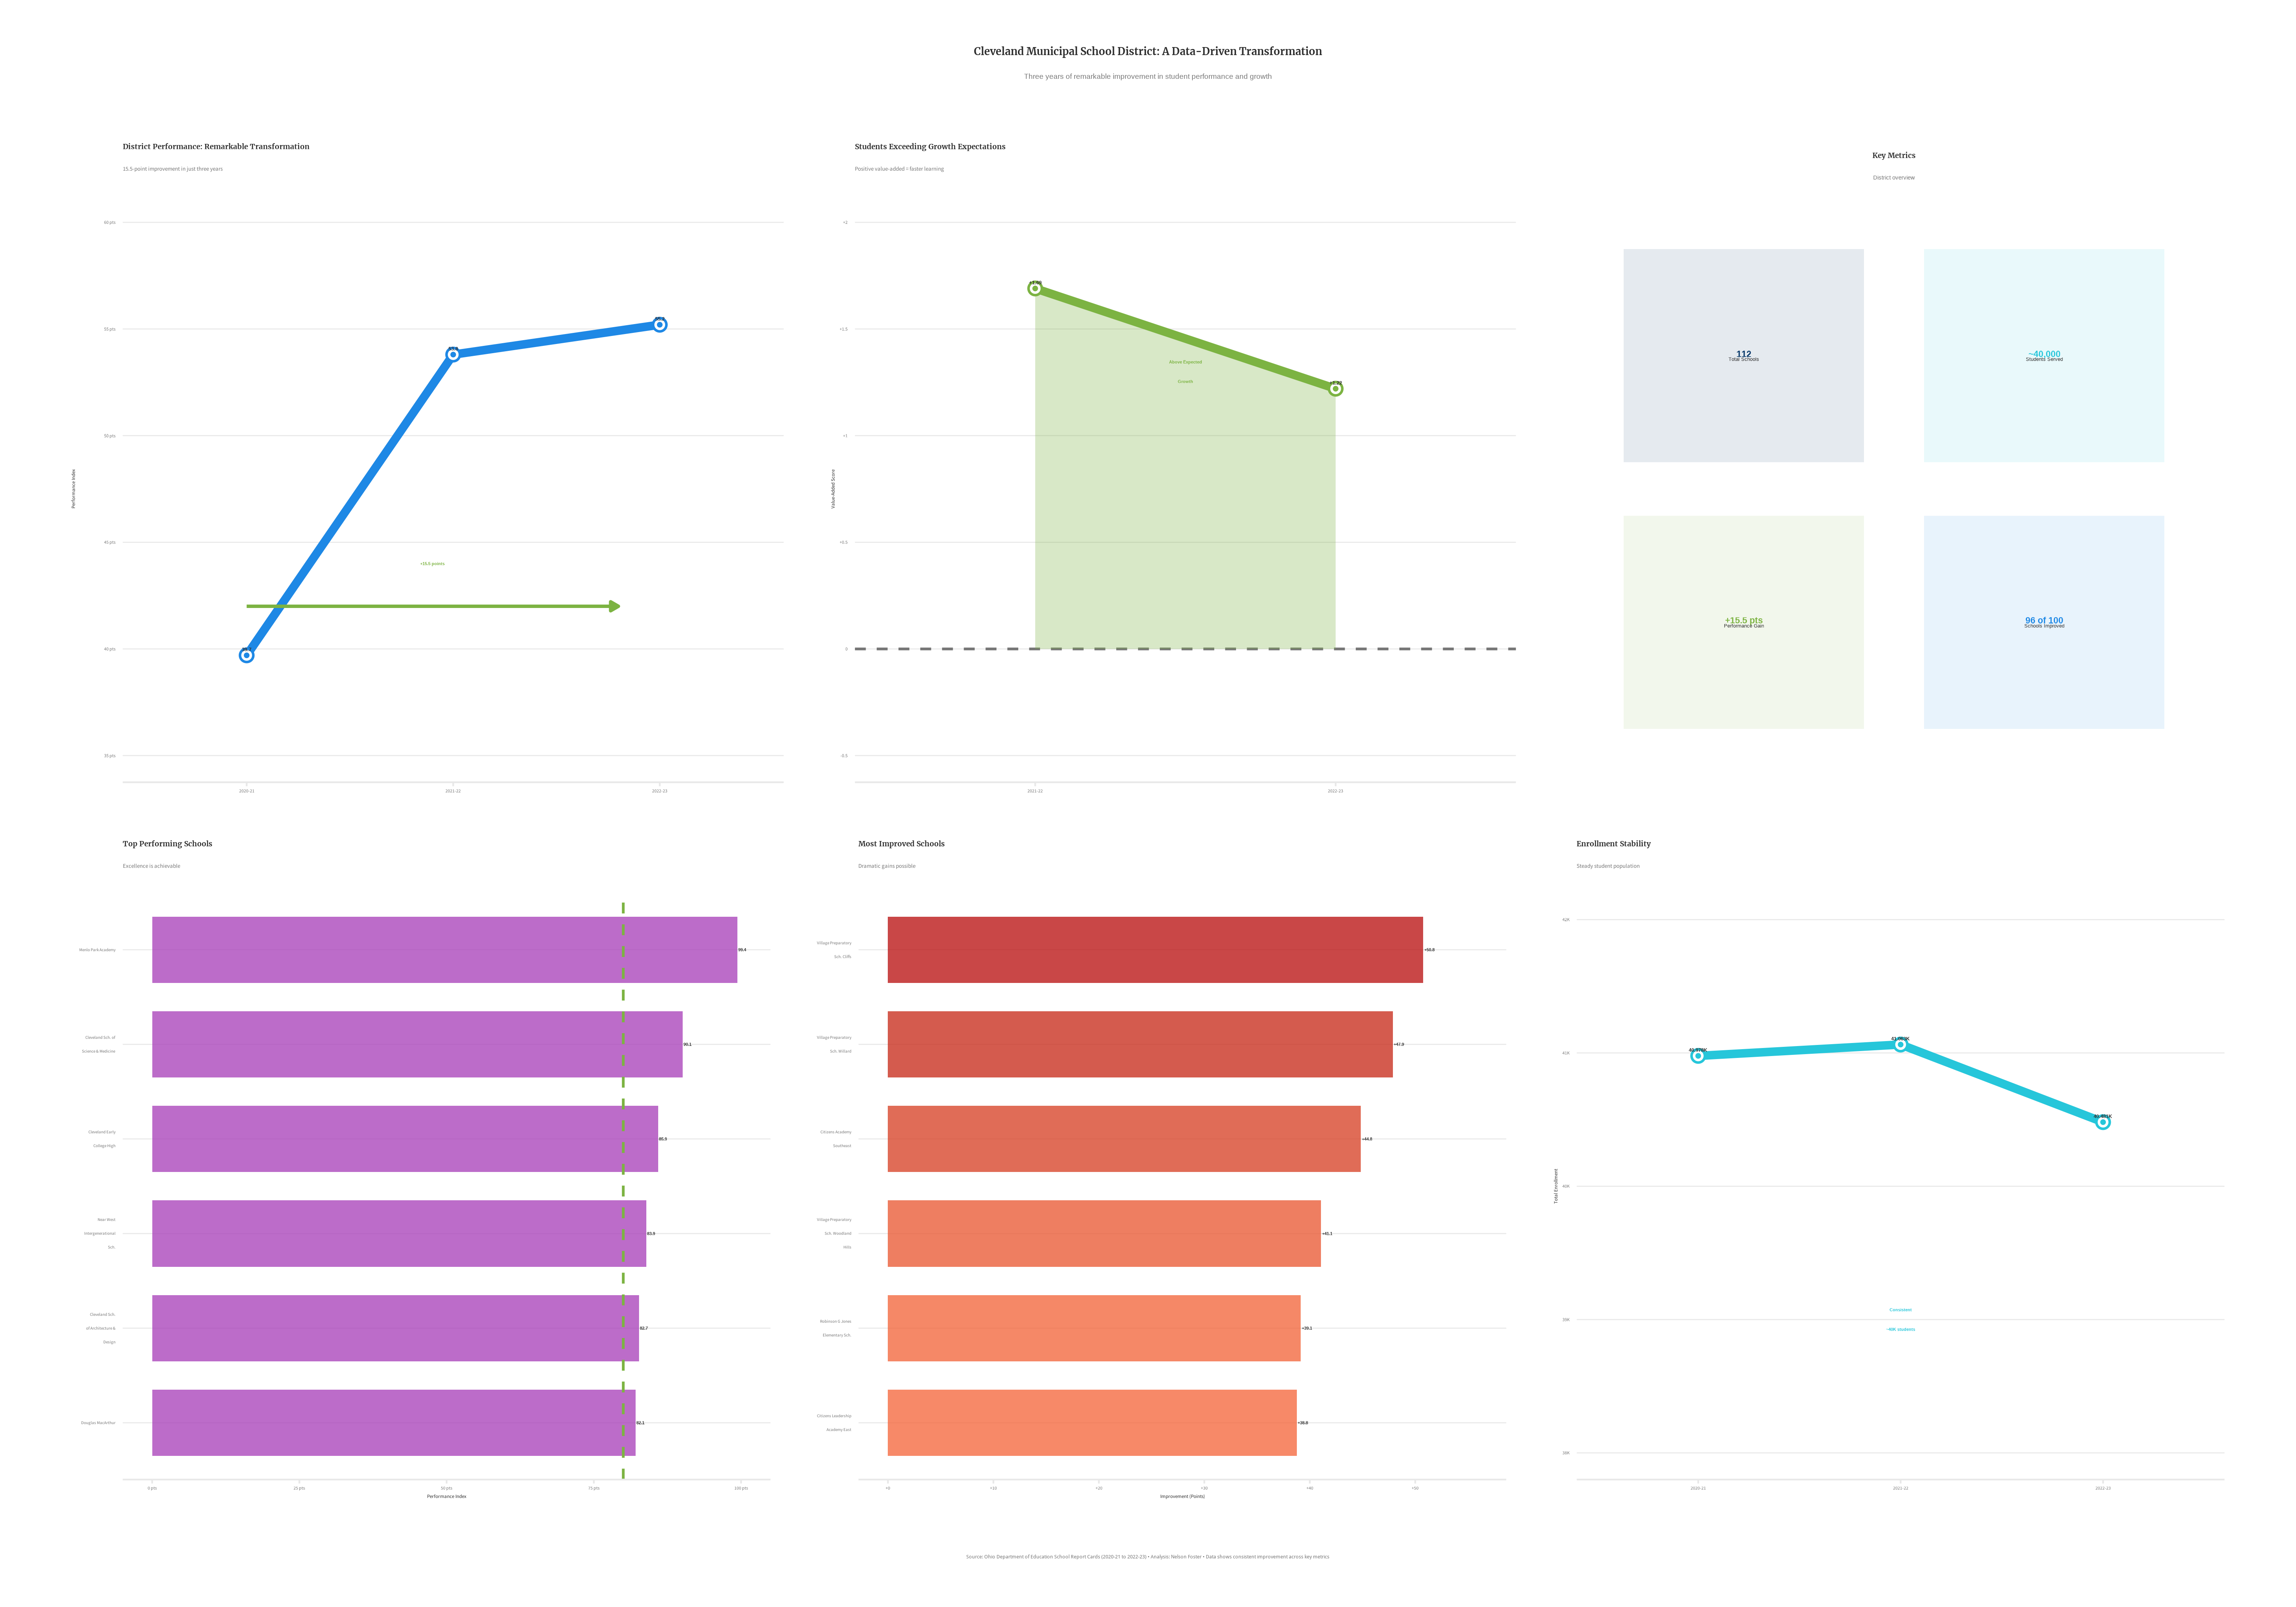 Cleveland Municipal School District: A Data-Driven Transformation
Three years of remarkable improvement in student performance and growth
District Performance: Remarkable Transformation
15.5-point improvement in just three years
60 pts
55 pts
50 pts
45 pts
40 pts
35 pts
Performance Index
+15.5 points
2020-21
2021-22
2022-23
Students Exceeding Growth Expectations
Positive value-added = faster learning
+2
+1.5
+1
+0.5
0
-0.5
Value-Added Score
Above Expected
Growth
2021-22
2022-23
Key Metrics
District overview
112
Total Schools
~40,000
Students Served
+15.5 pts
Performance Gain
96 of 100
Schools Improved
Top Performing Schools
Excellence is achievable
Menlo Park Academy
99.4
Cleveland Sch. of
Science & Medicine
90.1
Cleveland Early
College High
85.9
Near West
Intergenerational
Sch.
83.9
Cleveland Sch.
of Architecture &
Design
82.7
Douglas MacArthur
82.1
0 pts
25 pts
50 pts
75 pts
100 pts
Performance Index
Most Improved Schools
Dramatic gains possible
Village Preparatory
Sch. Cliffs
+50.8
Village Preparatory
Sch. Willard
+47.9
Citizens Academy
Southeast
+44.9
Village Preparatory
Sch. Woodland
Hills
+41.1
Robinson G Jones
Elementary Sch.
+39.1
Citizens Leadership
Academy East
+38.8
+0
+10
+20
+30
+40
+50
Improvement (Points)
Enrollment Stability
Steady student population
42K
41K
40K
39K
38K
Total Enrollment
Consistent
~40K students
2020-21
2021-22
2022-23
Source: Ohio Department of Education School Report Cards (2020-21 to 2022-23) • Analysis: Nelson Foster • Data shows consistent improvement across key metrics